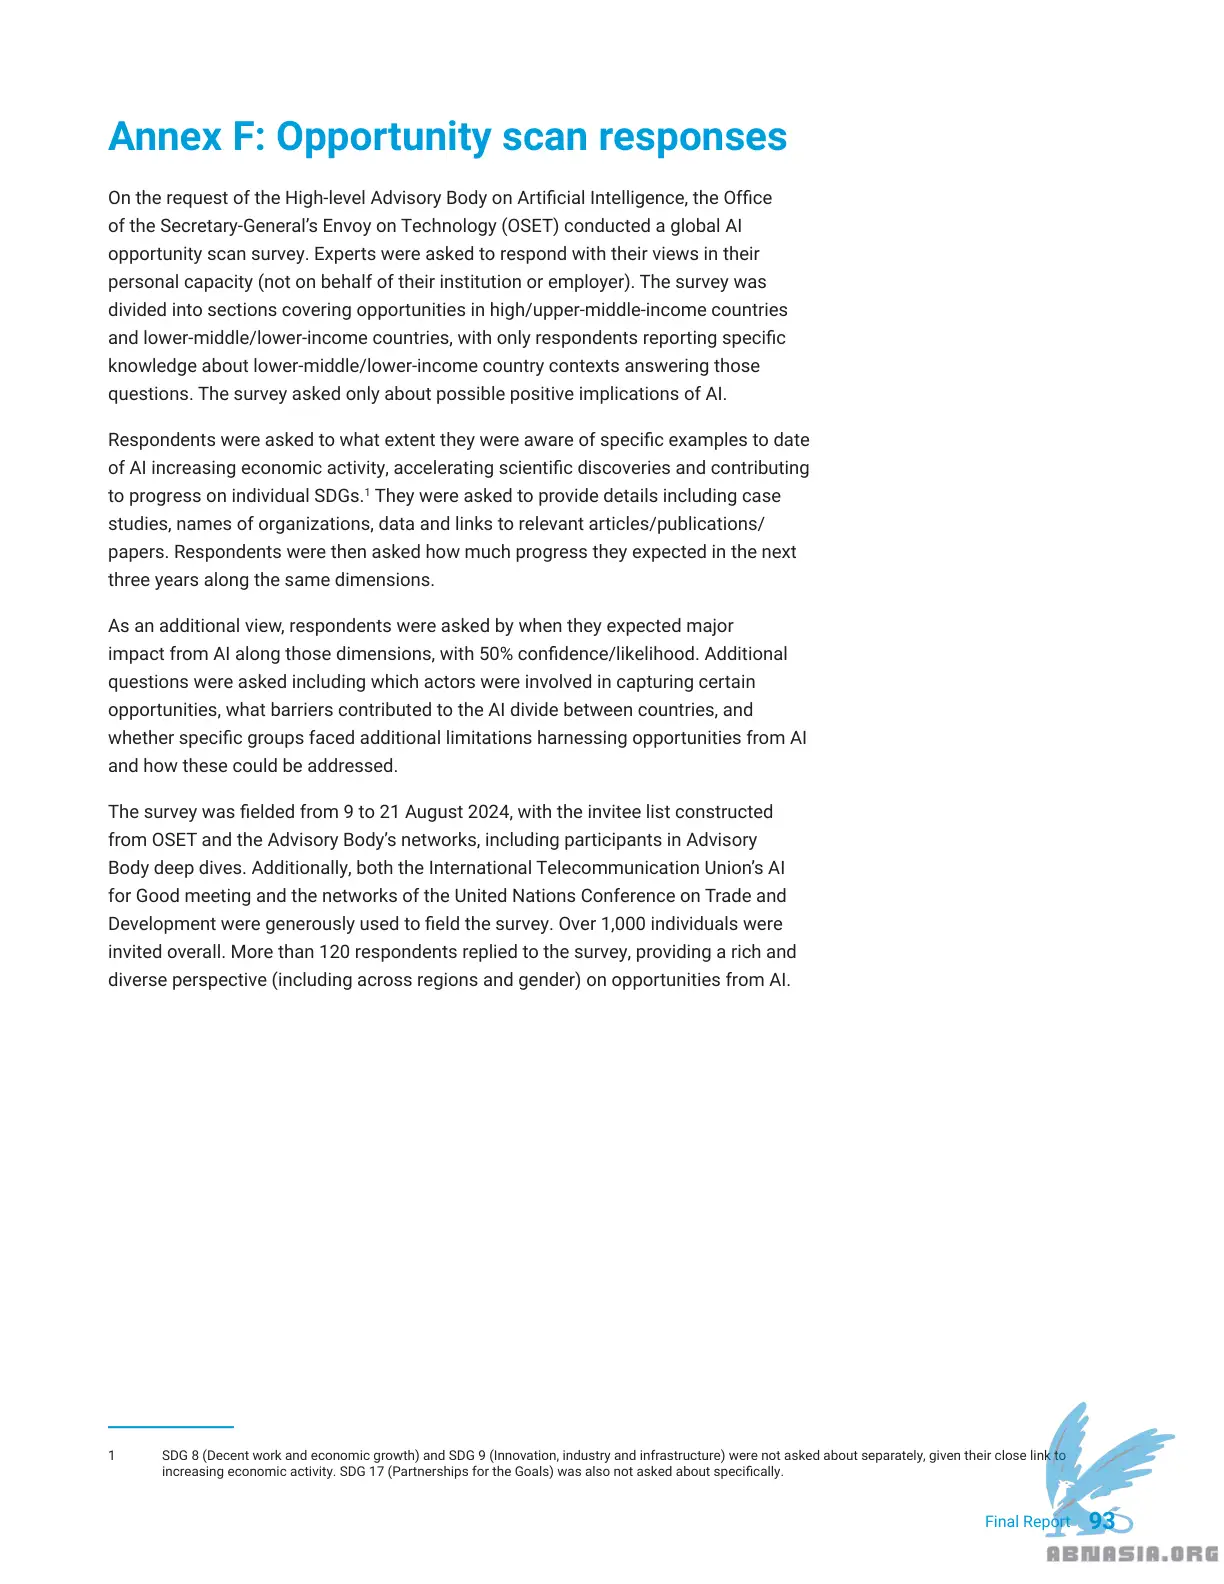 Annex F: Opportunity scan responses
On the request of the High-level Advisory Body on Artificial Intelligence, the Office
of the Secretary-General’s Envoy on Technology (OSET) conducted a global AI
opportunity scan survey. Experts were asked to respond with their views in their
personal capacity (not on behalf of their institution or employer). The survey was
divided into sections covering opportunities in high/upper-middle-income countries
and lower-middle/lower-income countries, with only respondents reporting specific
knowledge about lower-middle/lower-income country contexts answering those
questions. The survey asked only about possible positive implications of AI.
Respondents were asked to what extent they were aware of specific examples to date
of AI increasing economic activity, accelerating scientific discoveries and contributing
to progress on individual SDGs.1 They were asked to provide details including case
studies, names of organizations, data and links to relevant articles/publications/
papers. Respondents were then asked how much progress they expected in the next
three years along the same dimensions.
As an additional view, respondents were asked by when they expected major
impact from AI along those dimensions, with 50% confidence/likelihood. Additional
questions were asked including which actors were involved in capturing certain
opportunities, what barriers contributed to the AI divide between countries, and
whether specific groups faced additional limitations harnessing opportunities from AI
and how these could be addressed.
The survey was fielded from 9 to 21 August 2024, with the invitee list constructed
from OSET and the Advisory Body’s networks, including participants in Advisory
Body deep dives. Additionally, both the International Telecommunication Union’s AI
for Good meeting and the networks of the United Nations Conference on Trade and
Development were generously used to field the survey. Over 1,000 individuals were
invited overall. More than 120 respondents replied to the survey, providing a rich and
diverse perspective (including across regions and gender) on opportunities from AI.
1 SDG 8 (Decent work and economic growth) and SDG 9 (Innovation, industry and infrastructure) were not asked about separately, given their close link to
increasing economic activity. SDG 17 (Partnerships for the Goals) was also not asked about specifically.
Final Report 93
ABNASIA.ORG